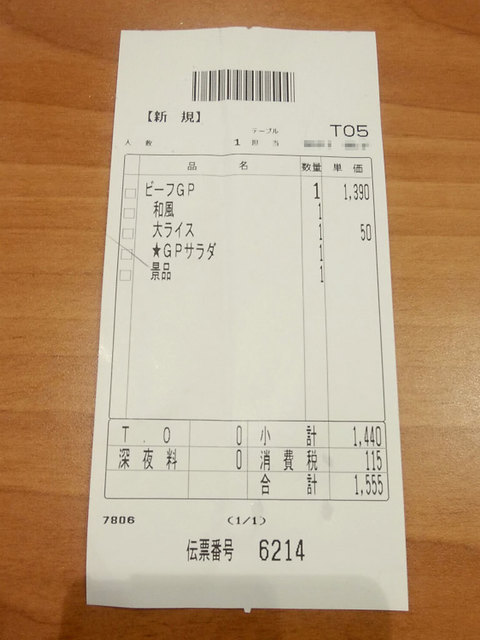 【新 規】
テーブル T05
人 数 1 担 当
品 名 数量 単 価
ビーフGP 1 1,390
和風 1
大ライス 1 50
★GPサラダ 1
景品 1
T.O 0 小 計 1,440
深夜料 0 消費税 115
合 計 1,555
7806 (1/1)
伝票番号 6214